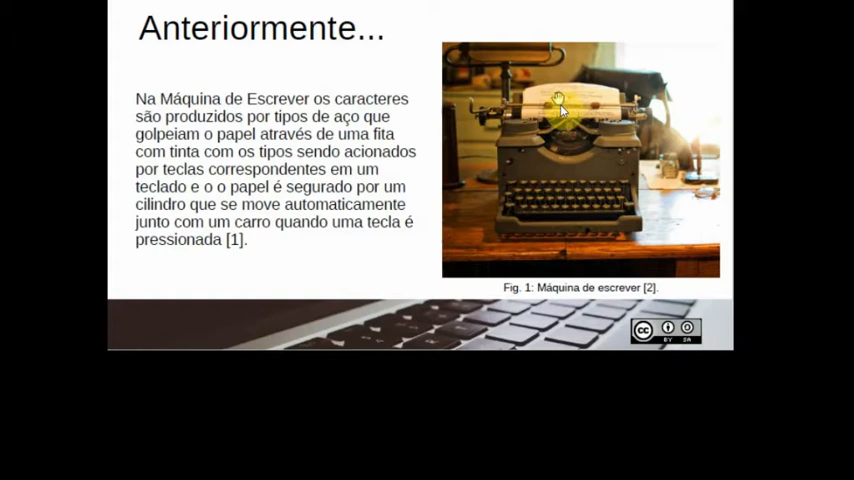 Anteriormente...
Na Máquina de Escrever os caracteres
são produzidos por tipos de aço que
golpeiam o papel através de uma fita
com tinta com os tipos sendo acionados
por teclas correspondentes em um
teclado e o o papel é segurado por um
cilindro que se move automaticamente
junto com um carro quando uma tecla é
pressionada [1].
Fig. 1: Máquina de escrever [2].
cc
BY SA